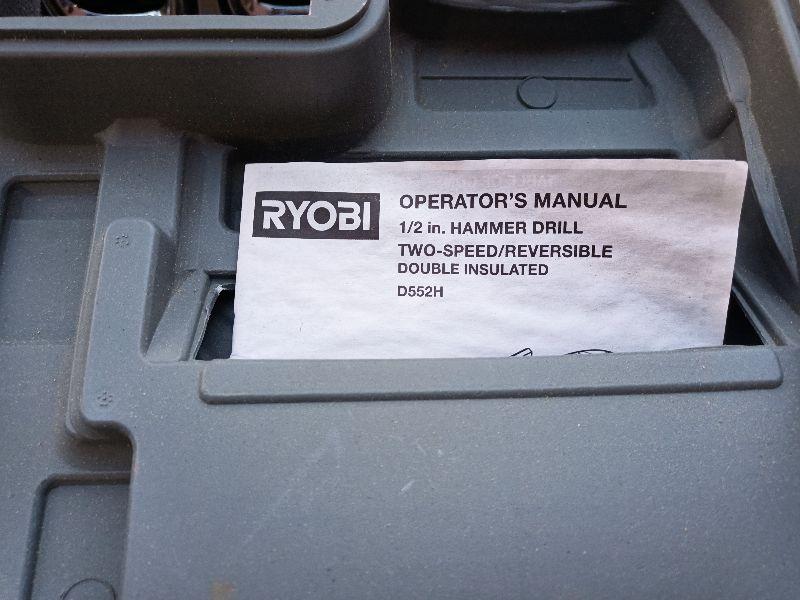 RYOBI
OPERATOR'S MANUAL
1/2 in. HAMMER DRILL
TWO-SPEED/REVERSIBLE
DOUBLE INSULATED
D552H